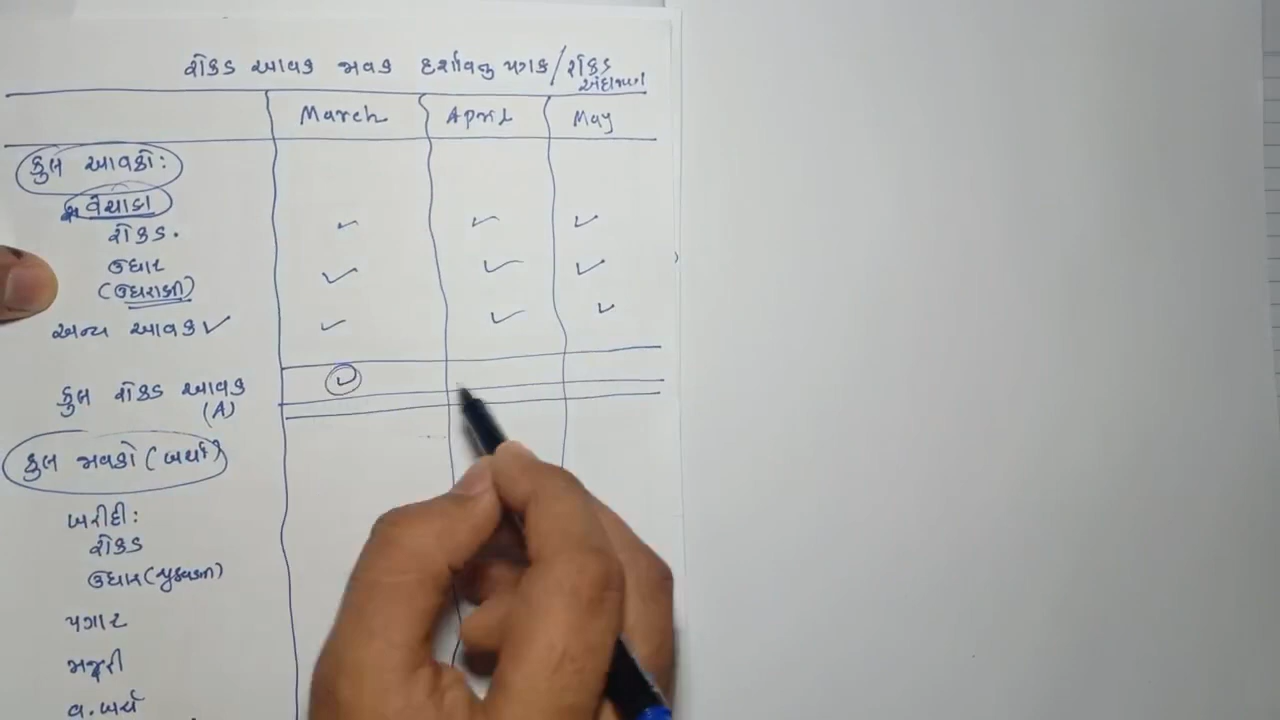 રોકડ આવક જાવક દર્શાવતુ પત્રક/રોકડ
અંદાજપત્ર
March April May
કુલ આવકો:
વેચાણ
રોકડ.
ઉધાર
(ઉઘરાણી)
અન્ય આવક ✓
કુલ રોકડ આવક
(A)
કુલ જાવકો (ખર્ચા)
ખરીદી:
રોકડ
ઉધાર (ચુકવણી)
પગાર
મજૂરી
વ. ખર્ચ